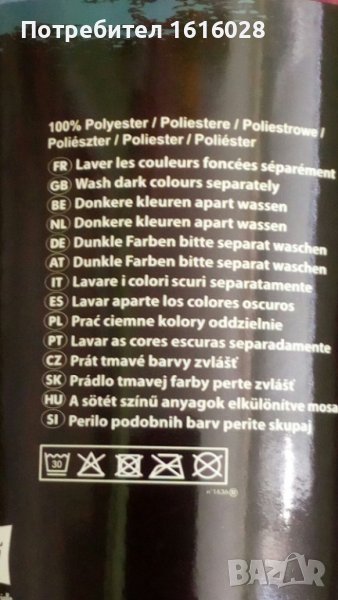 Потребител 1616028
100% Polyester / Poliestere / Poliestrowe /
Poliészter / Poliester / Poliéster
FR Laver les couleurs foncées séparément
GB Wash dark colours separately
BE Donkere kleuren apart wassen
NL Donkere kleuren apart wassen
DE Dunkle Farben bitte separat waschen
AT Dunkle Farben bitte separat waschen
IT Lavare i colori scuri separatamente
ES Lavar aparte los colores oscuros
PL Prać ciemne kolory oddzielnie
PT Lavar as cores escuras separadamente
CZ Prát tmavé barvy zvlášť
SK Prádlo tmavej farby perte zvlášť
HU A sötét színű anyagok elkülönítve mosa
SI Perilo podobnih barv perite skupaj
30
n°1636
BAZAR